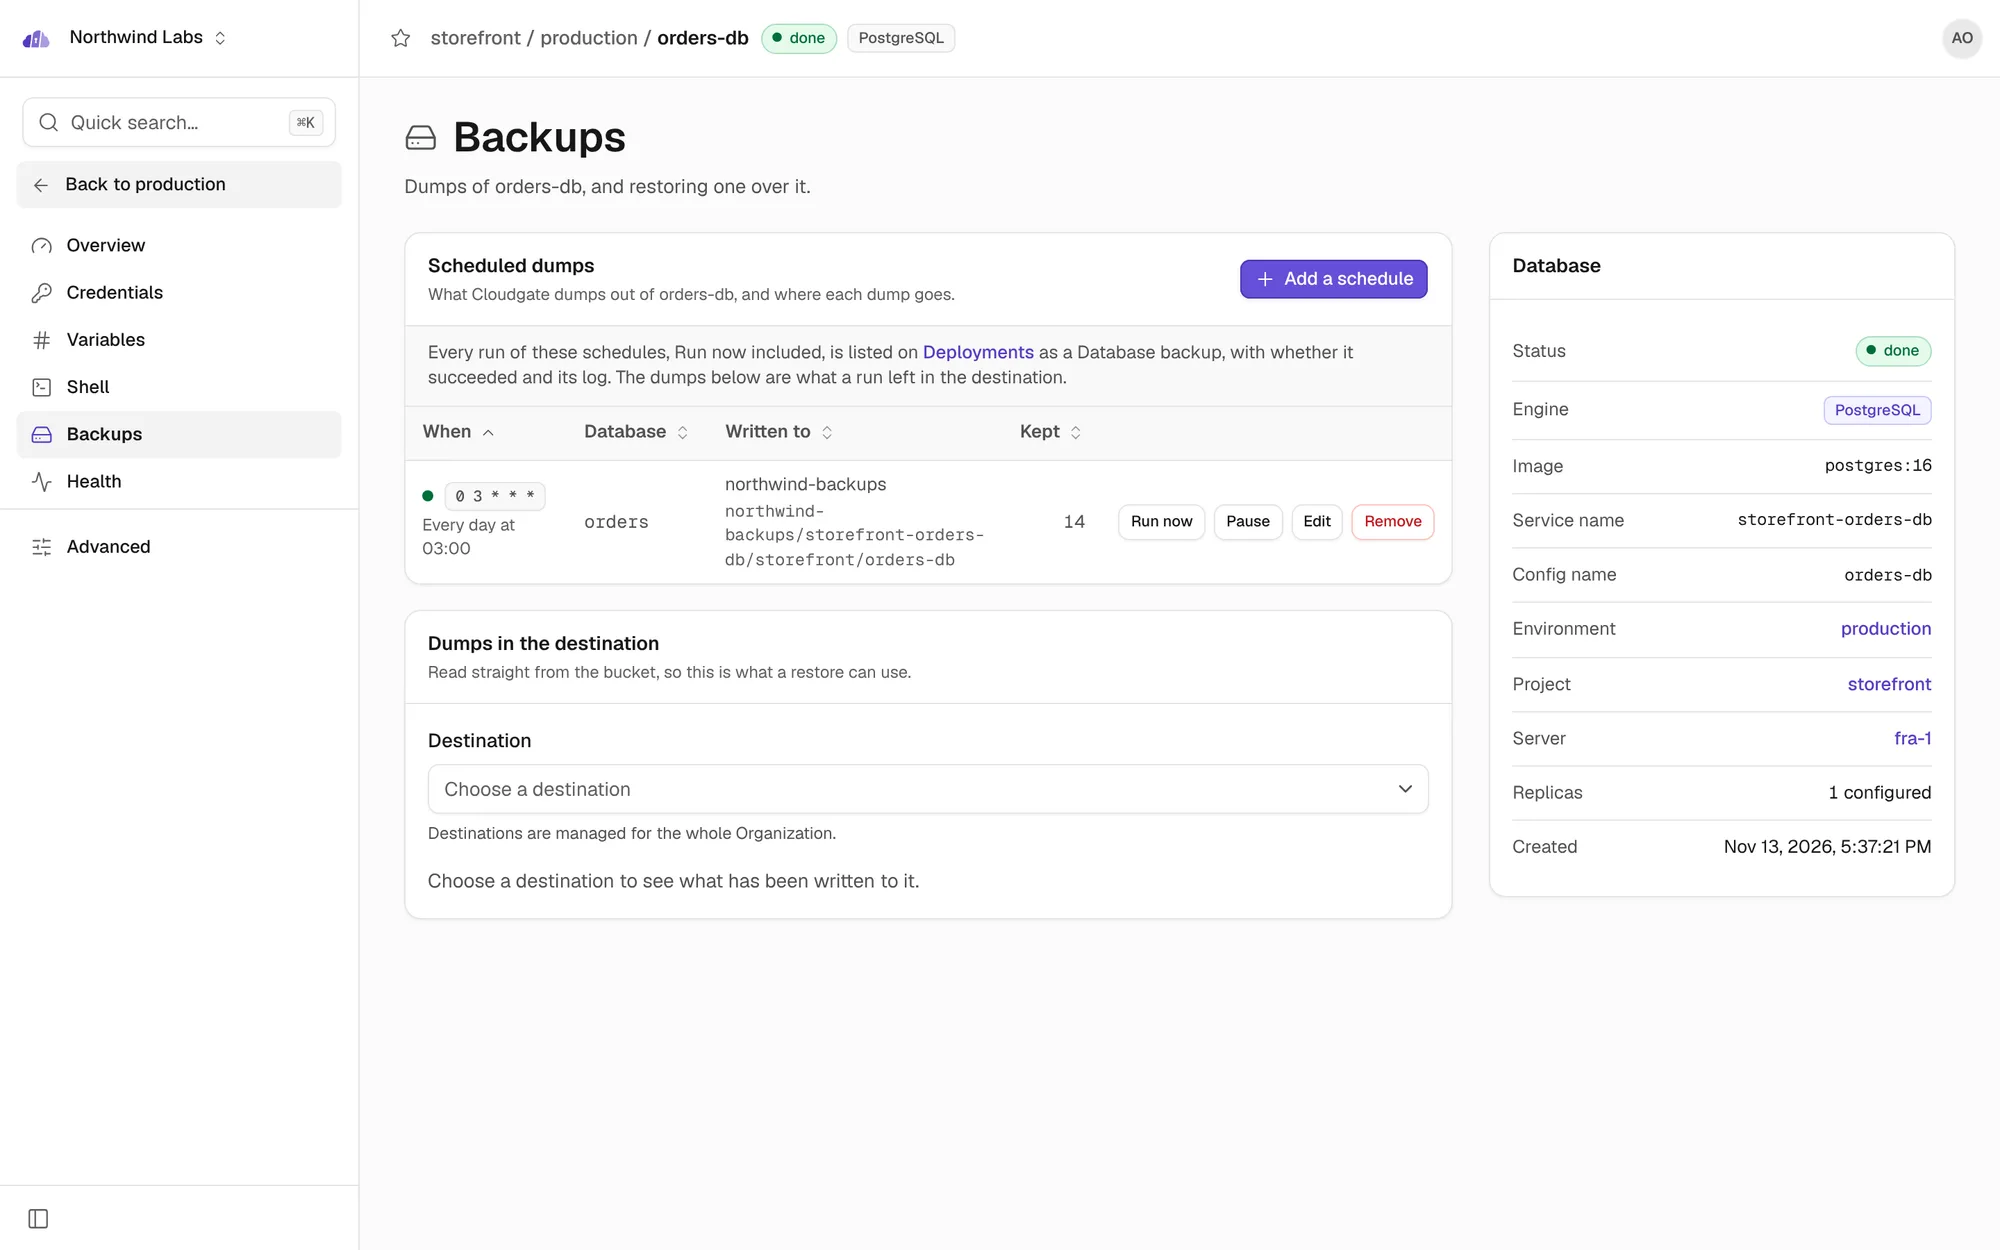 Northwind Labs
storefront / production / orders-db
done
PostgreSQL
AO
Quick search...
⌘K
Back to production
Overview
Credentials
Variables
Shell
Backups
Health
Advanced
Backups
Dumps of orders-db, and restoring one over it.
Scheduled dumps
What Cloudgate dumps out of orders-db, and where each dump goes.
Add a schedule
Every run of these schedules, Run now included, is listed on Deployments as a Database backup, with whether it
succeeded and its log. The dumps below are what a run left in the destination.
When
Database
Written to
Kept
0 3 * * *
Every day at
03:00
orders
northwind-backups
northwind-
backups/storefront-orders-
db/storefront/orders-db
14
Run now
Pause
Edit
Remove
Dumps in the destination
Read straight from the bucket, so this is what a restore can use.
Destination
Choose a destination
Destinations are managed for the whole Organization.
Choose a destination to see what has been written to it.
Database
Status
done
Engine
PostgreSQL
Image
postgres:16
Service name
storefront-orders-db
Config name
orders-db
Environment
production
Project
storefront
Server
fra-1
Replicas
1 configured
Created
Nov 13, 2026, 5:37:21 PM